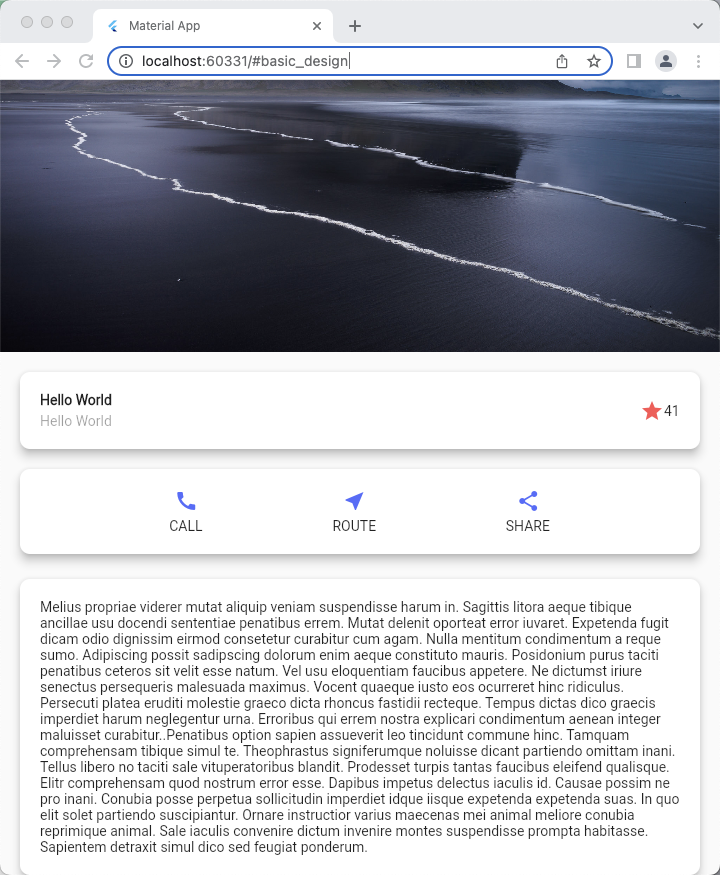 Material App
localhost:60331/#basic_design
Hello World
Hello World
41
CALL
ROUTE
SHARE
Melius propriae viderer mutat aliquip veniam suspendisse harum in. Sagittis litora aeque tibique
ancillae usu docendi sententiae penatibus errem. Mutat delenit oporteat error iuvaret. Expetenda fugit
dicam odio dignissim eirmod consetetur curabitur cum agam. Nulla mentitum condimentum a reque
sumo. Adipiscing possit sadipscing dolorum enim aeque constituto mauris. Posidonium purus taciti
penatibus ceteros sit velit esse natum. Vel usu eloquentiam faucibus appetere. Ne dictumst iriure
senectus persequeris malesuada maximus. Vocent quaeque iusto eos ocurreret hinc ridiculus.
Persecuti platea eruditi molestie graeco dicta rhoncus fastidii recteque. Tempus dictas dico graecis
imperdiet harum neglegentur urna. Erroribus qui errem nostra explicari condimentum aenean integer
maluisset curabitur..Penatibus option sapien assueverit leo tincidunt commune hinc. Tamquam
comprehensam tibique simul te. Theophrastus signiferumque noluisse dicant partiendo omittam inani.
Tellus libero no taciti sale vituperatoribus blandit. Prodesset turpis tantas faucibus eleifend qualisque.
Elitr comprehensam quod nostrum error esse. Dapibus impetus delectus iaculis id. Causae possim ne
pro inani. Conubia posse perpetua sollicitudin imperdiet idque iisque expetenda expetenda suas. In quo
elit solet partiendo suscipiantur. Ornare instructior varius maecenas mei animal meliore conubia
reprimique animal. Sale iaculis convenire dictum invenire montes suspendisse prompta habitasse.
Sapientem detraxit simul dico sed feugiat ponderum.